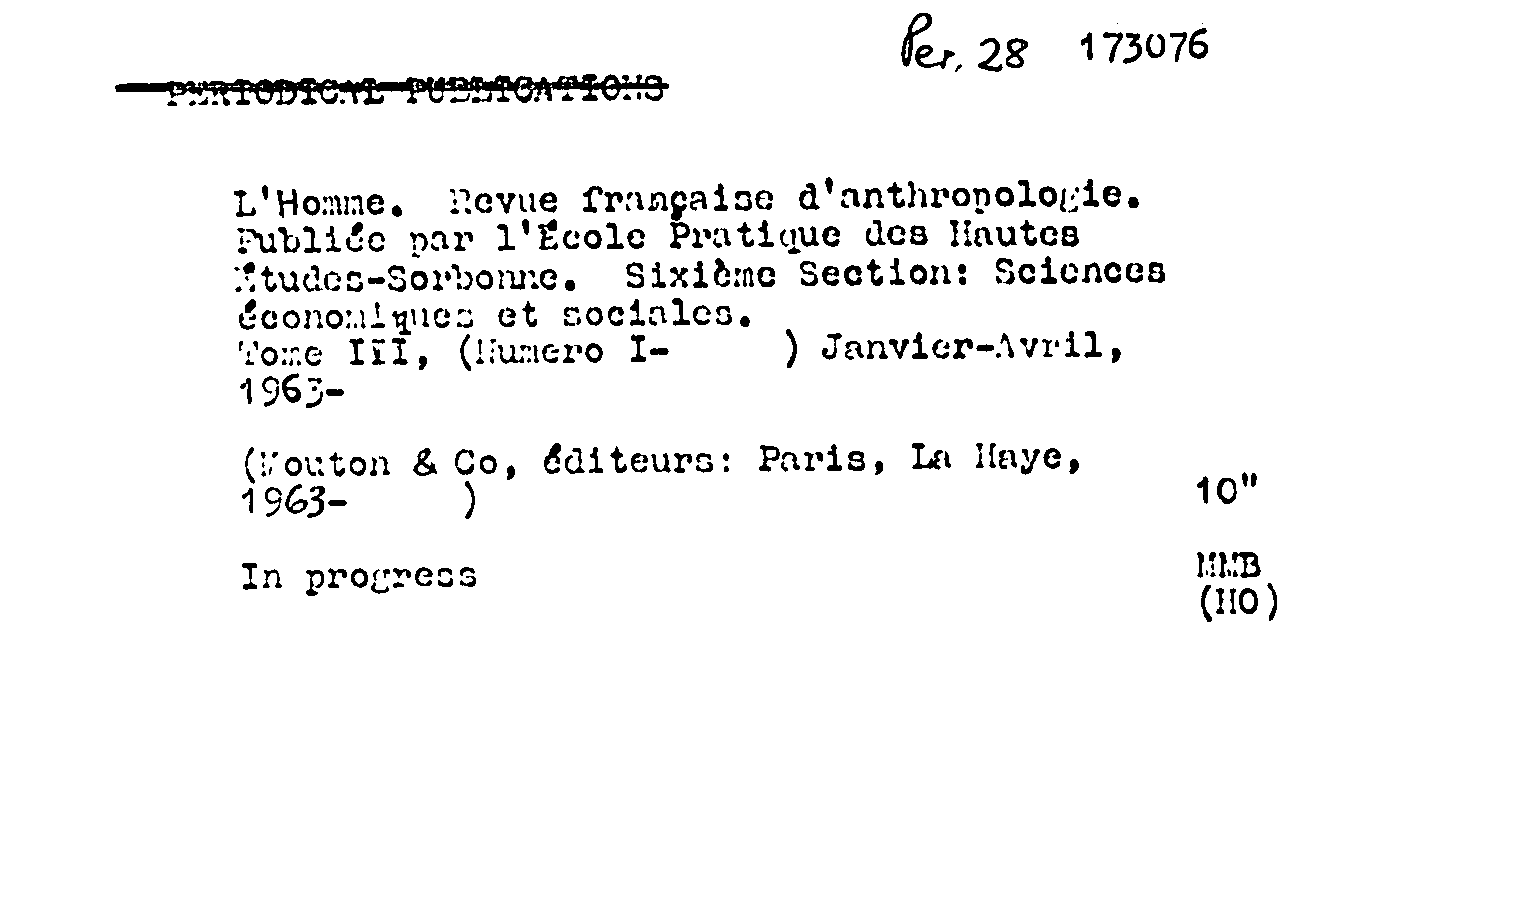 Per. 28 173076
PERIODICAL PUBLICATIONS
L'Homme. Revue française d'anthropologie.
Publiée par l'École Pratique des Hautes
Études-Sorbonne. Sixième Section: Sciences
économiques et sociales.
Tome III, (Numero I- ) Janvier-Avril,
1963-
(Mouton & Co, éditeurs: Paris, La Haye,
1963- )
10"
In progress
MMB
(HO)